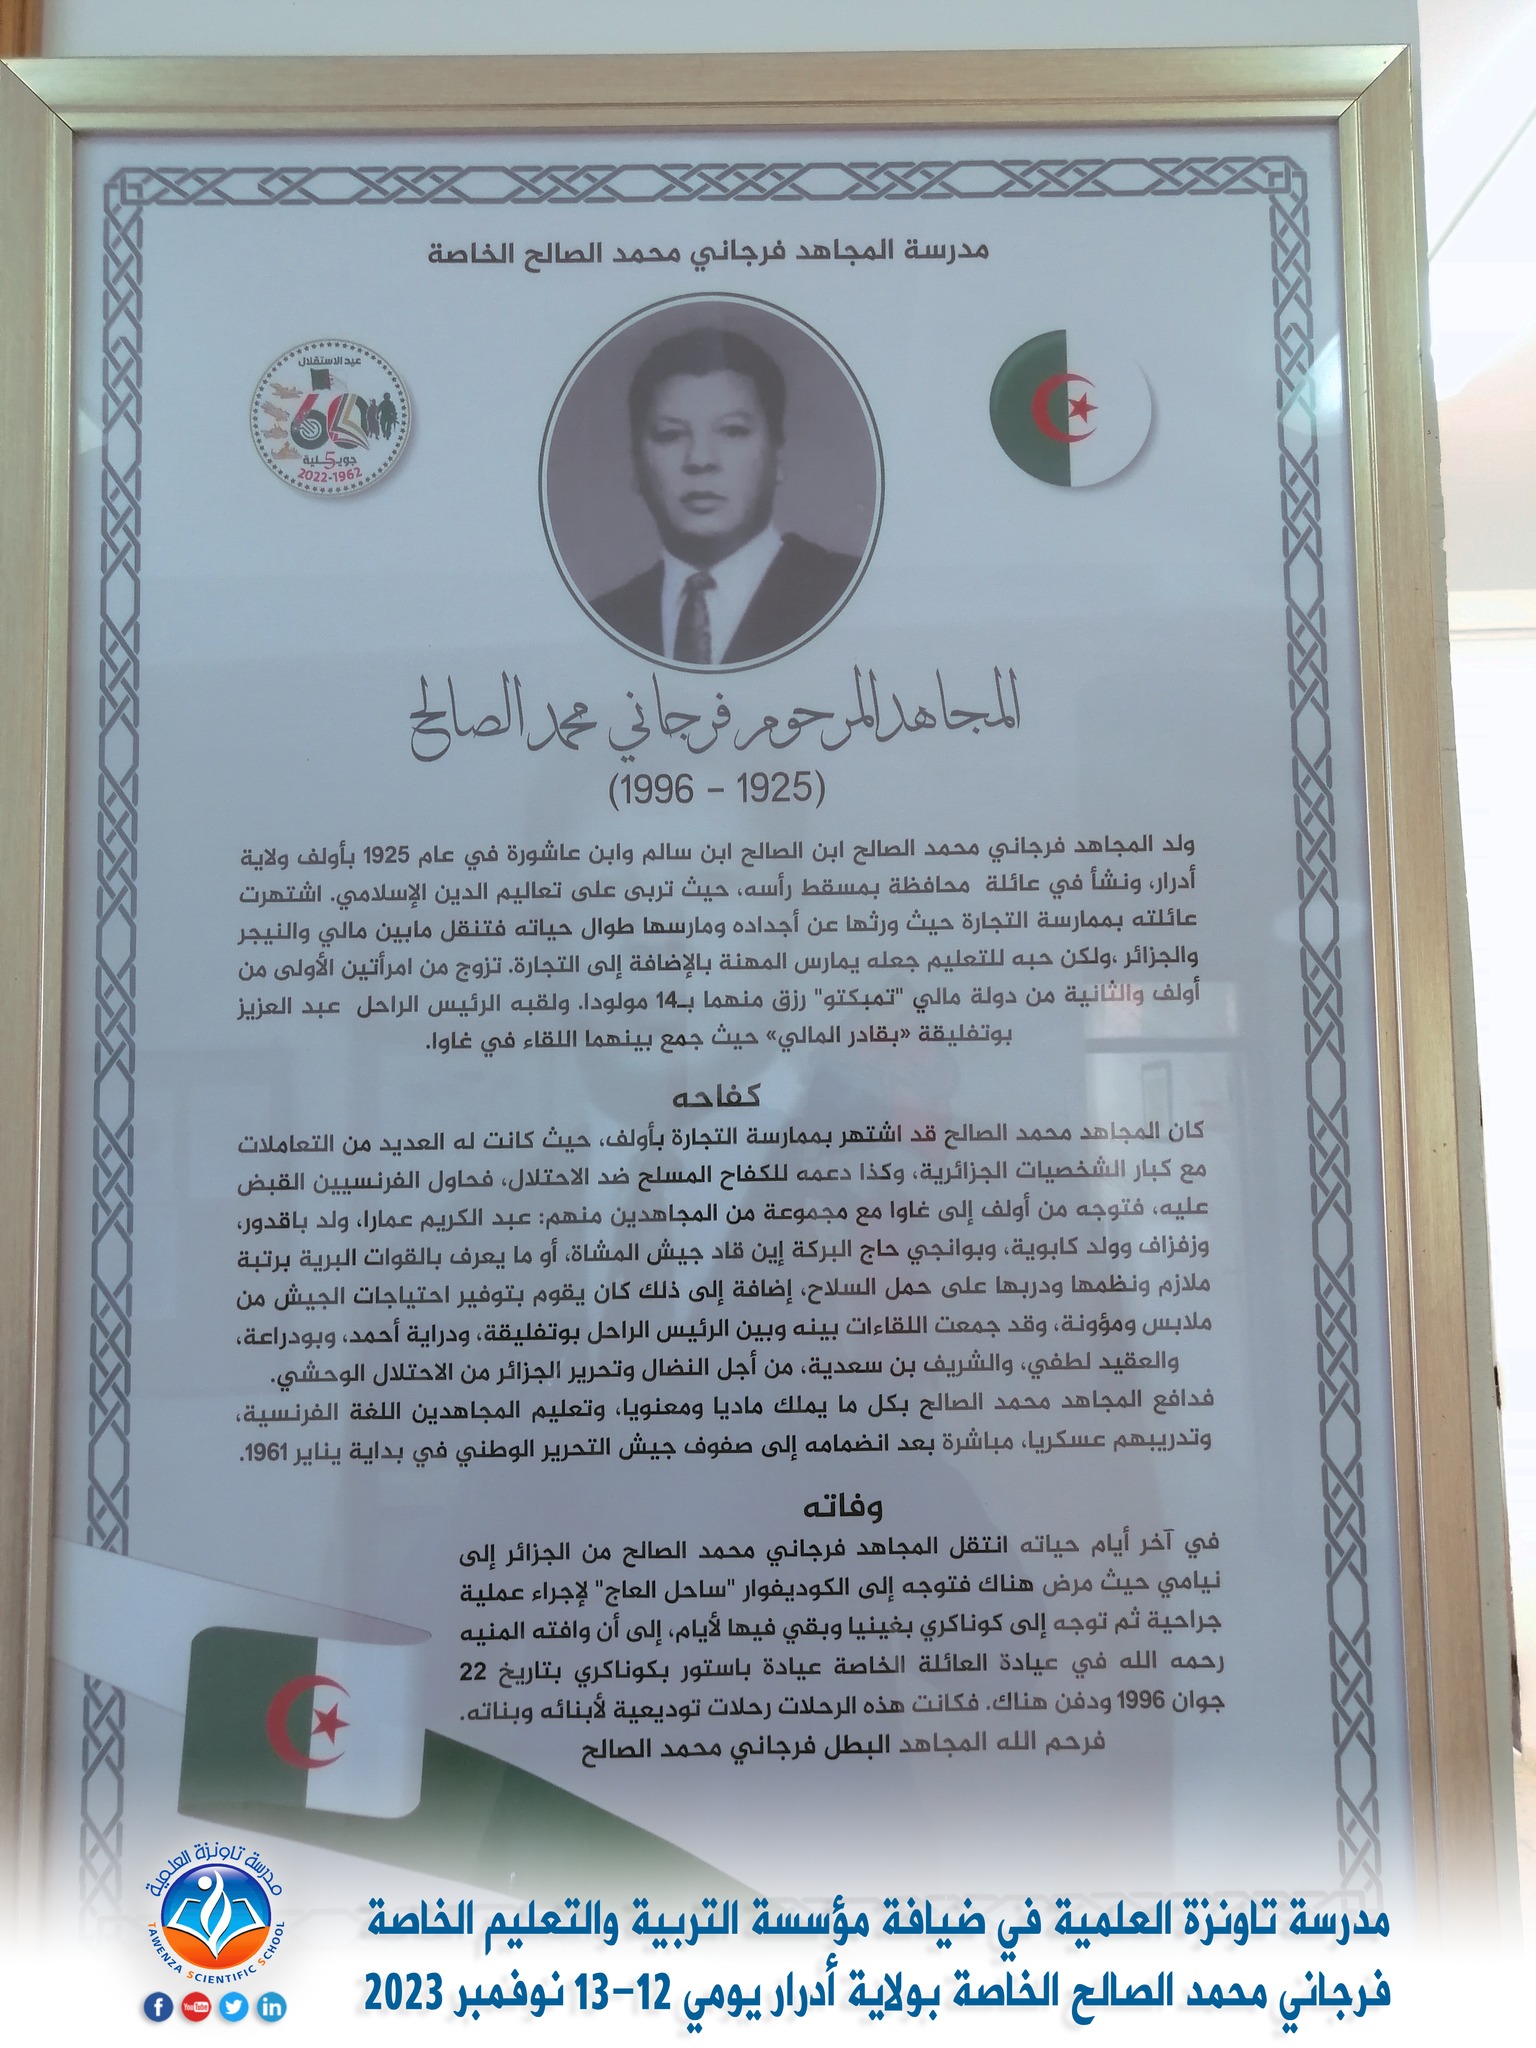 مدرسة المجاهد فرجاني محمد الصالح الخاصة
عيد الاستقلال
60
5 جويلية
2022-1962
المجاهد المرحوم فرجاني محمد الصالح
(1925 - 1996)
ولد المجاهد فرجاني محمد الصالح ابن الصالح ابن سالم وابن عاشورة في عام 1925 بأولف ولاية
أدرار، ونشأ في عائلة محافظة بمسقط رأسه، حيث تربى على تعاليم الدين الإسلامي. اشتهرت
عائلته بممارسة التجارة حيث ورثها عن أجداده ومارسها طوال حياته فتنقل مابين مالي والنيجر
والجزائر ،ولكن حبه للتعليم جعله يمارس المهنة بالإضافة إلى التجارة. تزوج من امرأتين الأولى من
أولف والثانية من دولة مالي "تمبكتو" رزق منهما بـ14 مولودا. ولقبه الرئيس الراحل عبد العزيز
بوتفليقة «بقادر المالي» حيث جمع بينهما اللقاء في غاوا.
كفاحه
كان المجاهد محمد الصالح قد اشتهر بممارسة التجارة بأولف، حيث كانت له العديد من التعاملات
مع كبار الشخصيات الجزائرية، وكذا دعمه للكفاح المسلح ضد الاحتلال، فحاول الفرنسيين القبض
عليه، فتوجه من أولف إلى غاوا مع مجموعة من المجاهدين منهم: عبد الكريم عمارا، ولد باقدور،
وزفزاف وولد كابوية، وبوانجي حاج البركة إين قاد جيش المشاة، أو ما يعرف بالقوات البرية برتبة
ملازم ونظمها ودربها على حمل السلاح، إضافة إلى ذلك كان يقوم بتوفير احتياجات الجيش من
ملابس ومؤونة، وقد جمعت اللقاءات بينه وبين الرئيس الراحل بوتفليقة، ودراية أحمد، وبودراعة،
والعقيد لطفي، والشريف بن سعدية، من أجل النضال وتحرير الجزائر من الاحتلال الوحشي.
فدافع المجاهد محمد الصالح بكل ما يملك ماديا ومعنويا، وتعليم المجاهدين اللغة الفرنسية،
وتدريبهم عسكريا، مباشرة بعد انضمامه إلى صفوف جيش التحرير الوطني في بداية يناير 1961.
وفاته
في آخر أيام حياته انتقل المجاهد فرجاني محمد الصالح من الجزائر إلى
نيامي حيث مرض هناك فتوجه إلى الكوديفوار "ساحل العاج" لإجراء عملية
جراحية ثم توجه إلى كوناكري بغينيا وبقي فيها لأيام، إلى أن وافته المنيه
رحمه الله في عيادة العائلة الخاصة عيادة باستور بكوناكري بتاريخ 22
جوان 1996 ودفن هناك. فكانت هذه الرحلات رحلات توديعية لأبنائه وبناته.
فرحم الله المجاهد البطل فرجاني محمد الصالح
مدرسة تاونزة العلمية
TAWENZA SCIENTIFIC SCHOOL
مدرسة تاونزة العلمية في ضيافة مؤسسة التربية والتعليم الخاصة
فرجاني محمد الصالح الخاصة بولاية أدرار يومي 12-13 نوفمبر 2023
YouTube